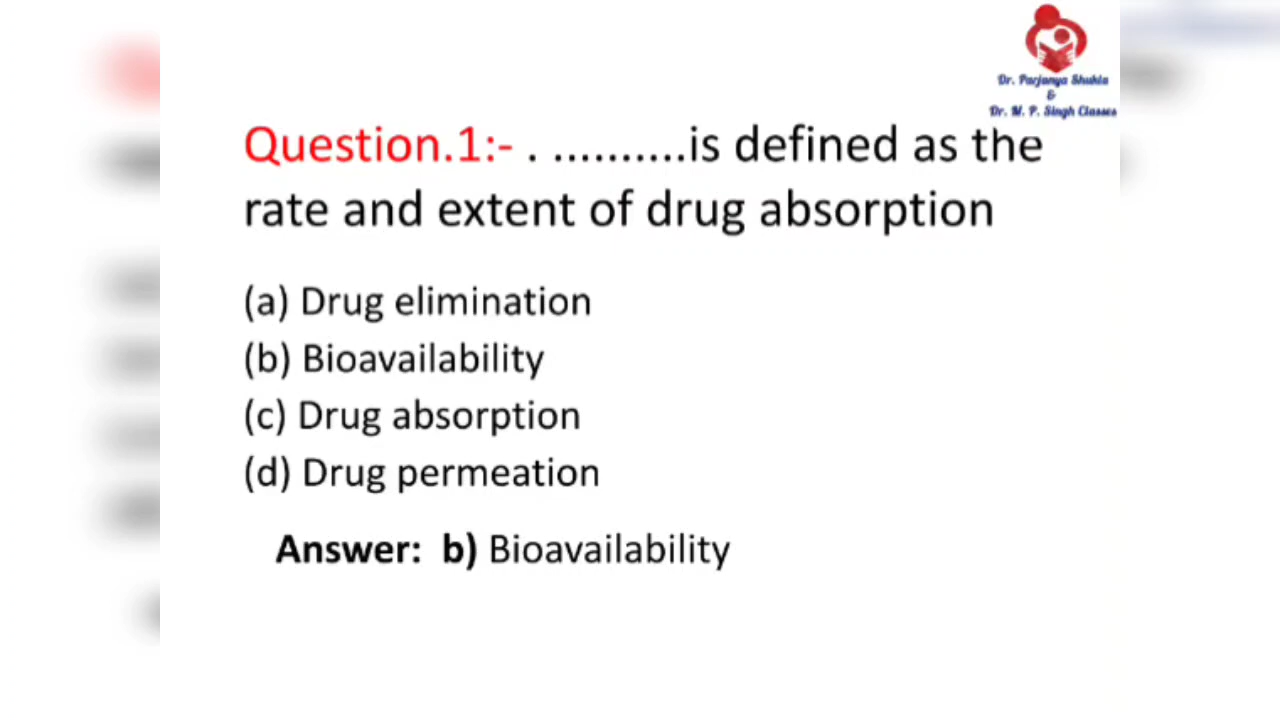 Dr. Parjanya Shukla
&
Dr. M. P. Singh Classes
Question.1:- . ..........is defined as the
rate and extent of drug absorption
(a) Drug elimination
(b) Bioavailability
(c) Drug absorption
(d) Drug permeation
Answer: b) Bioavailability